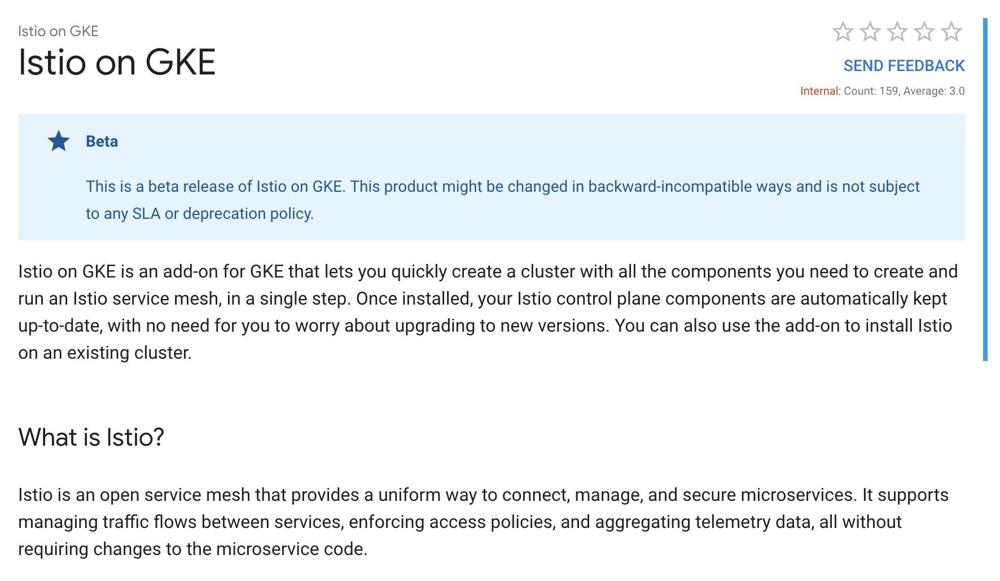 Istio on GKE
Istio on GKE
SEND FEEDBACK
Internal: Count: 159, Average: 3.0
Beta
This is a beta release of Istio on GKE. This product might be changed in backward-incompatible ways and is not subject
to any SLA or deprecation policy.
Istio on GKE is an add-on for GKE that lets you quickly create a cluster with all the components you need to create and
run an Istio service mesh, in a single step. Once installed, your Istio control plane components are automatically kept
up-to-date, with no need for you to worry about upgrading to new versions. You can also use the add-on to install Istio
on an existing cluster.
What is Istio?
Istio is an open service mesh that provides a uniform way to connect, manage, and secure microservices. It supports
managing traffic flows between services, enforcing access policies, and aggregating telemetry data, all without
requiring changes to the microservice code.